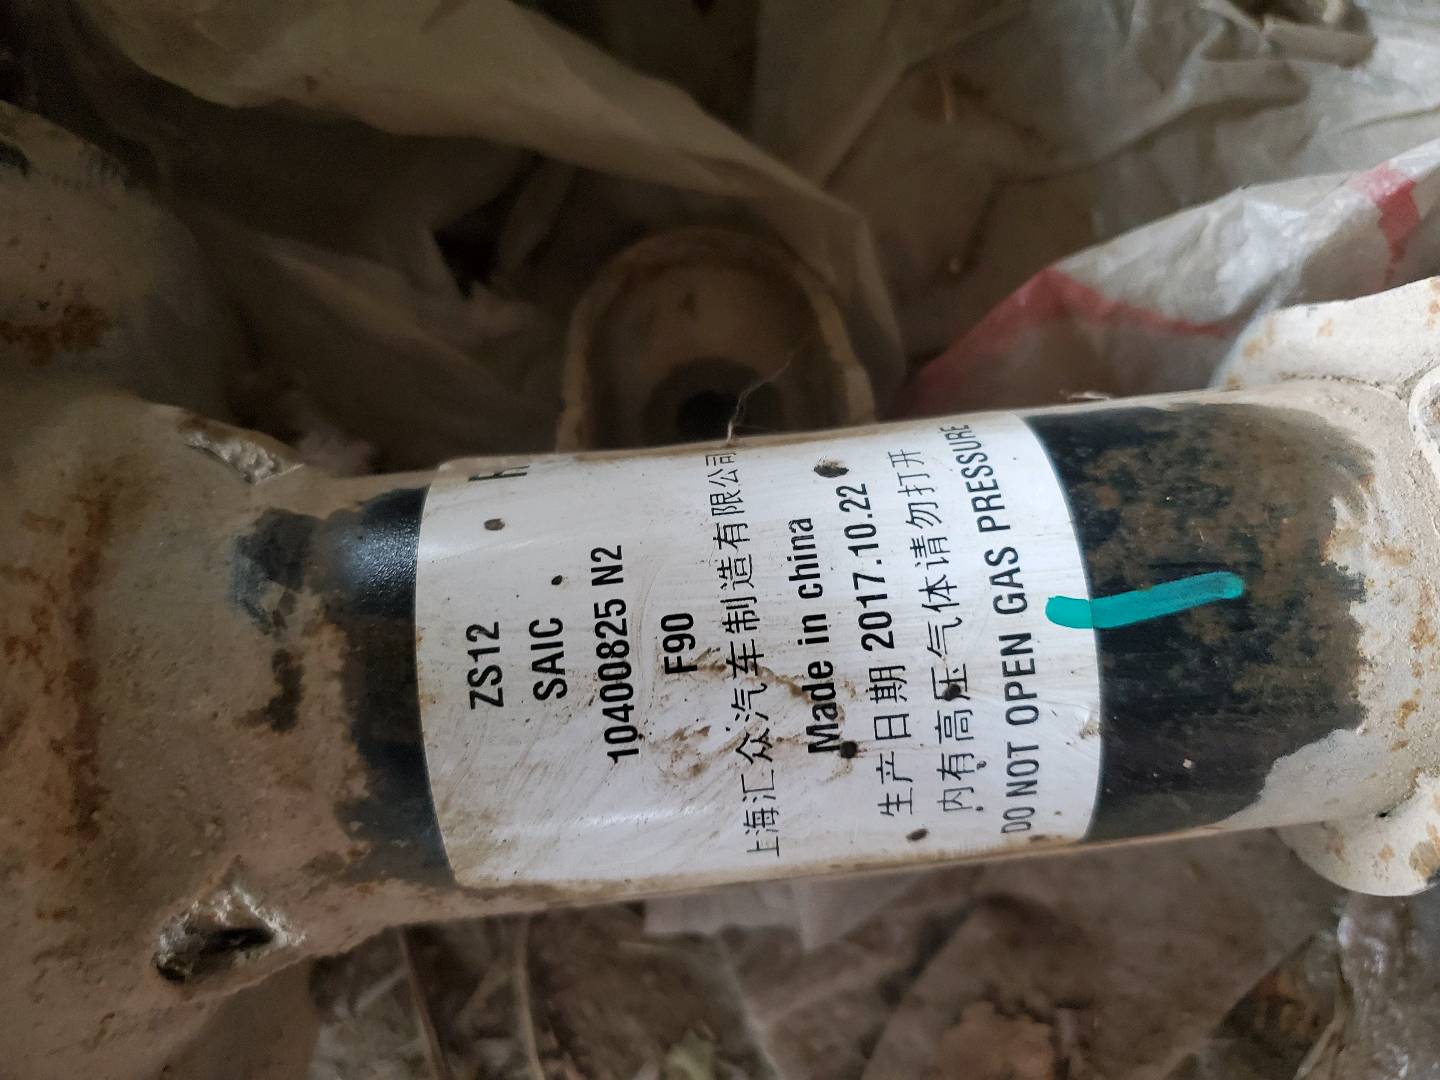 ZS12
SAIC
10400825 N2
F90
上海汇众汽车制造有限公司
Made in china
生产日期 2017.10.22
内有高压气体请勿打开
DO NOT OPEN GAS PRESSURE